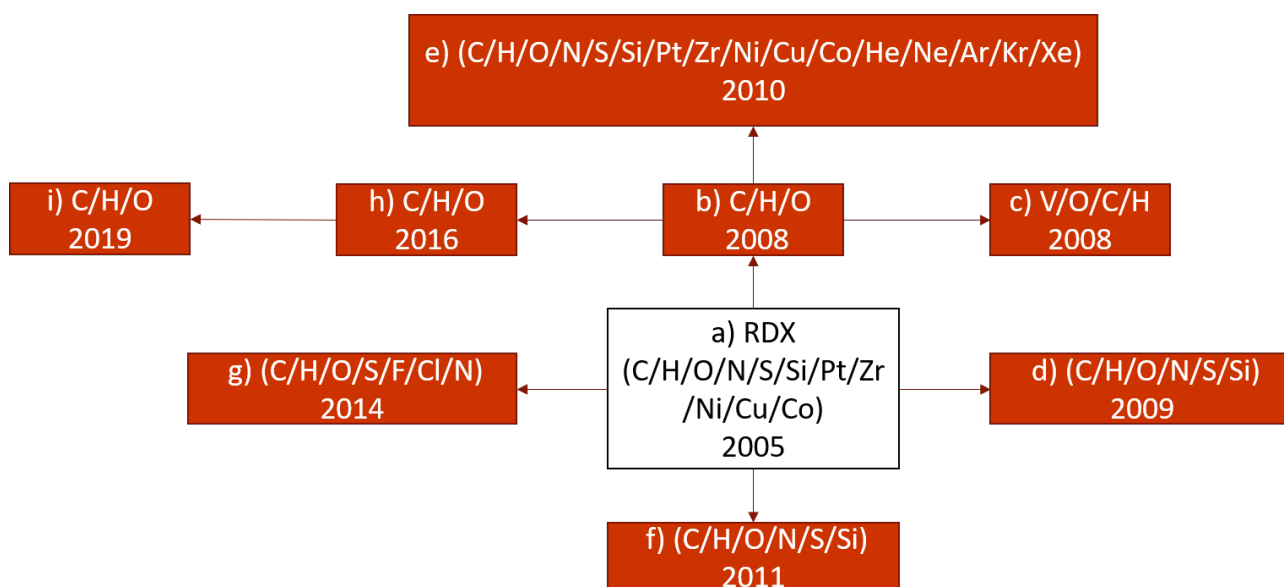 e) (C/H/O/N/S/Si/Pt/Zr/Ni/Cu/Co/He/Ne/Ar/Kr/Xe)
2010
i) C/H/O
2019
h) C/H/O
2016
b) C/H/O
2008
c) V/O/C/H
2008
g) (C/H/O/S/F/Cl/N)
2014
a) RDX
(C/H/O/N/S/Si/Pt/Zr
/Ni/Cu/Co)
2005
d) (C/H/O/N/S/Si)
2009
f) (C/H/O/N/S/Si)
2011